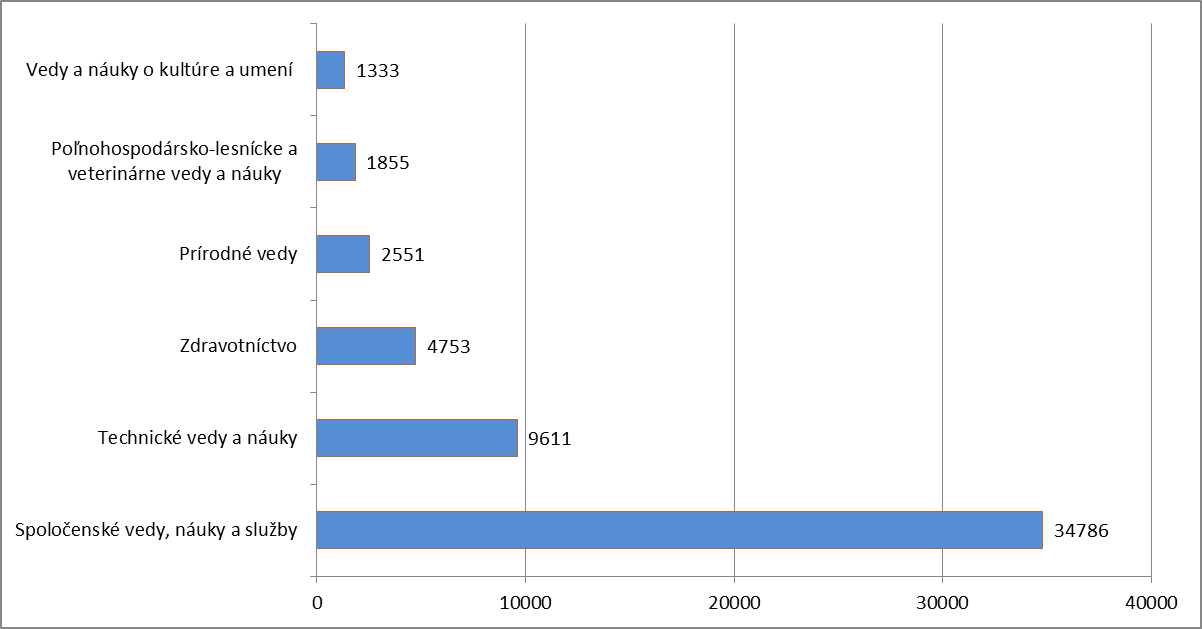 Vedy a náuky o kultúre a umení
1333
Poľnohospodársko-lesnícke a
veterinárne vedy a náuky
1855
Prírodné vedy
2551
Zdravotníctvo
4753
Technické vedy a náuky
9611
Spoločenské vedy, náuky a služby
34786
0 10000 20000 30000 40000